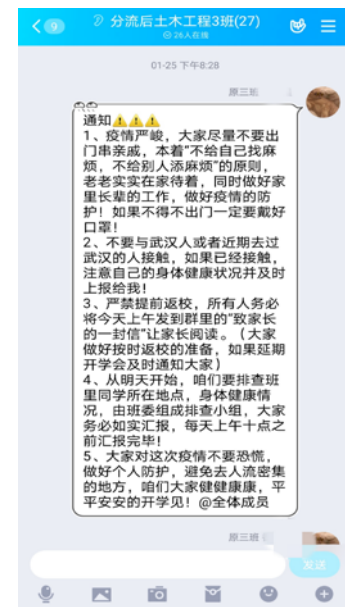 9
分流后土木工程3班(27)
26人在线
01-25 下午8:28
原三班
通知⚠️⚠️⚠️
1、疫情严峻，大家尽量不要出
门串亲戚，本着“不给自己找麻
烦，不给别人添麻烦”的原则，
老老实实在家待着，同时做好家
里长辈的工作，做好疫情的防
护！如果不得不出门一定要戴好
口罩！
2、不要与武汉人或者近期去过
武汉的人接触，如果已经接触，
注意自己的身体健康状况并及时
上报给我！
3、严禁提前返校，所有人务必
将今天上午发到群里的“致家长
的一封信”让家长阅读。（大家
做好按时返校的准备，如果延期
开学会及时通知大家）
4、从明天开始，咱们要排查班
里同学所在地点，身体健康情
况，由班委组成排查小组，大家
务必如实汇报，每天上午十点之
前汇报完毕！
5、大家对这次疫情不要恐慌，
做好个人防护，避免去人流密集
的地方，咱们大家健健康康，平
平安安的开学见！@全体成员
原三班
发送